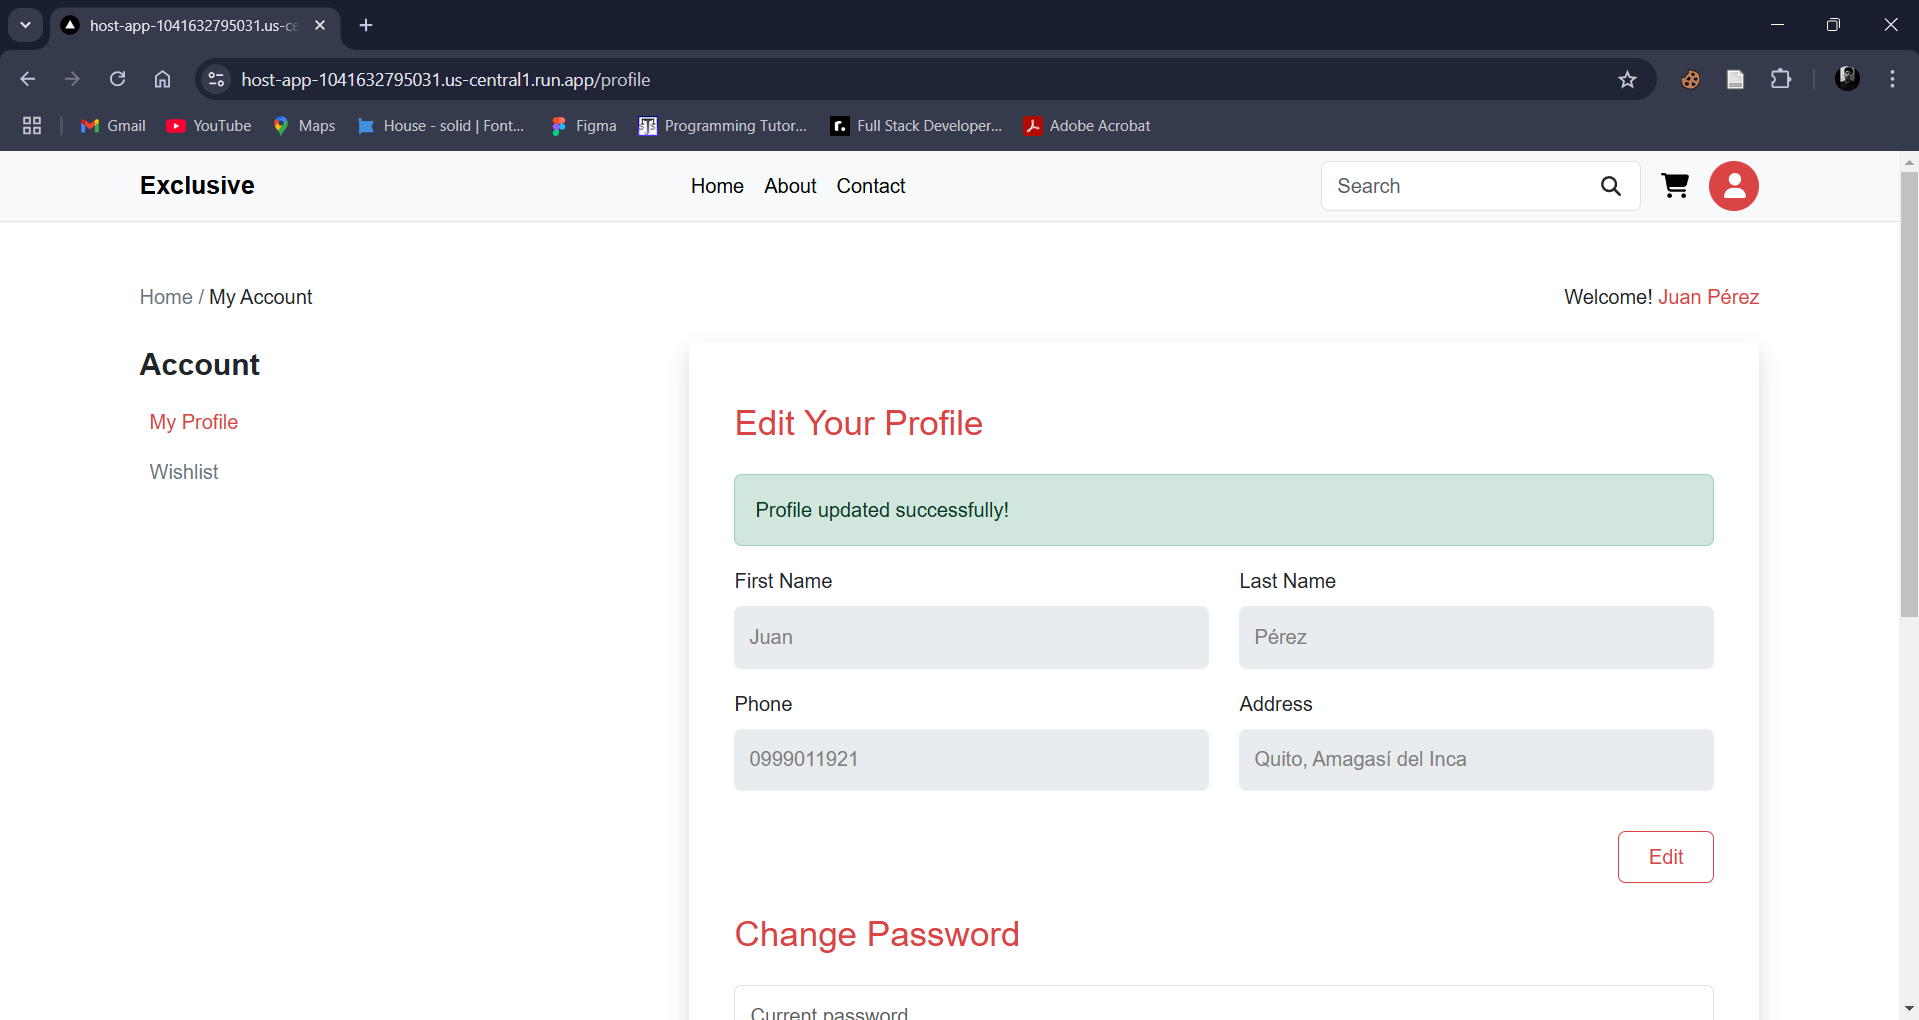 host-app-1041632795031.us-ce
host-app-1041632795031.us-central1.run.app/profile
Gmail YouTube Maps House - solid | Font... Figma Programming Tutor... Full Stack Developer... Adobe Acrobat
Exclusive Home About Contact Search
Home / My Account Welcome! Juan Pérez
Account
My Profile
Wishlist
Edit Your Profile
Profile updated successfully!
First Name Last Name
Juan Pérez
Phone Address
0999011921 Quito, Amagasí del Inca
Edit
Change Password
Current password